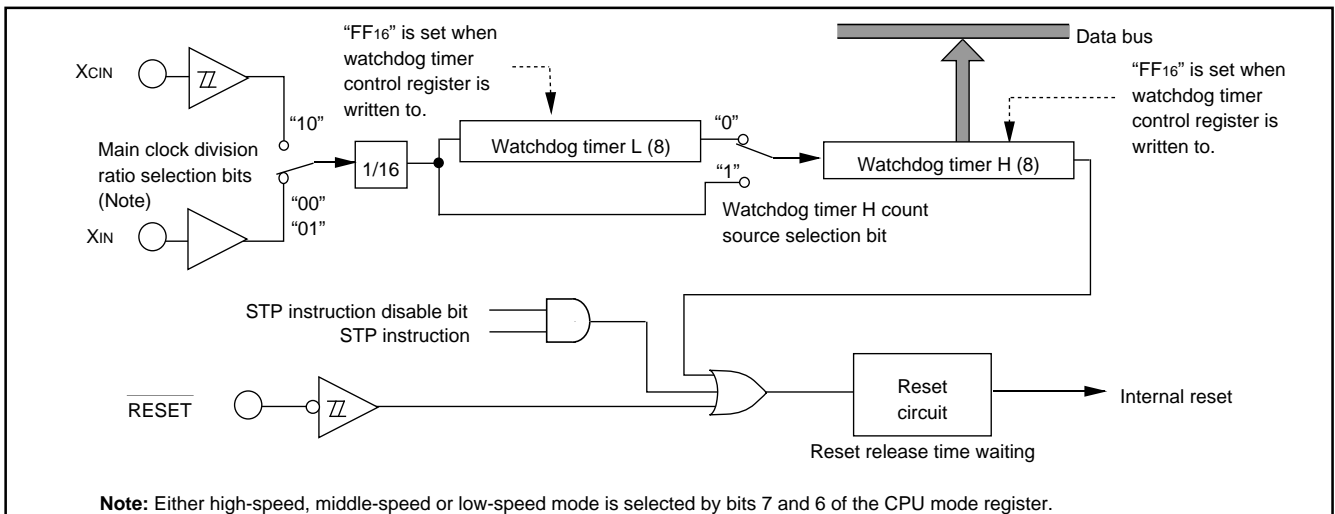 “FF16” is set when
watchdog timer
control register is
written to.
Data bus
“FF16” is set when
watchdog timer
control register is
written to.
XCIN
“10”
Main clock division
ratio selection bits
(Note)
“00”
“01”
XIN
1/16
Watchdog timer L (8)
“0”
“1”
Watchdog timer H count
source selection bit
Watchdog timer H (8)
STP instruction disable bit
STP instruction
RESET
Reset
circuit
Reset release time waiting
Internal reset
Note: Either high-speed, middle-speed or low-speed mode is selected by bits 7 and 6 of the CPU mode register.